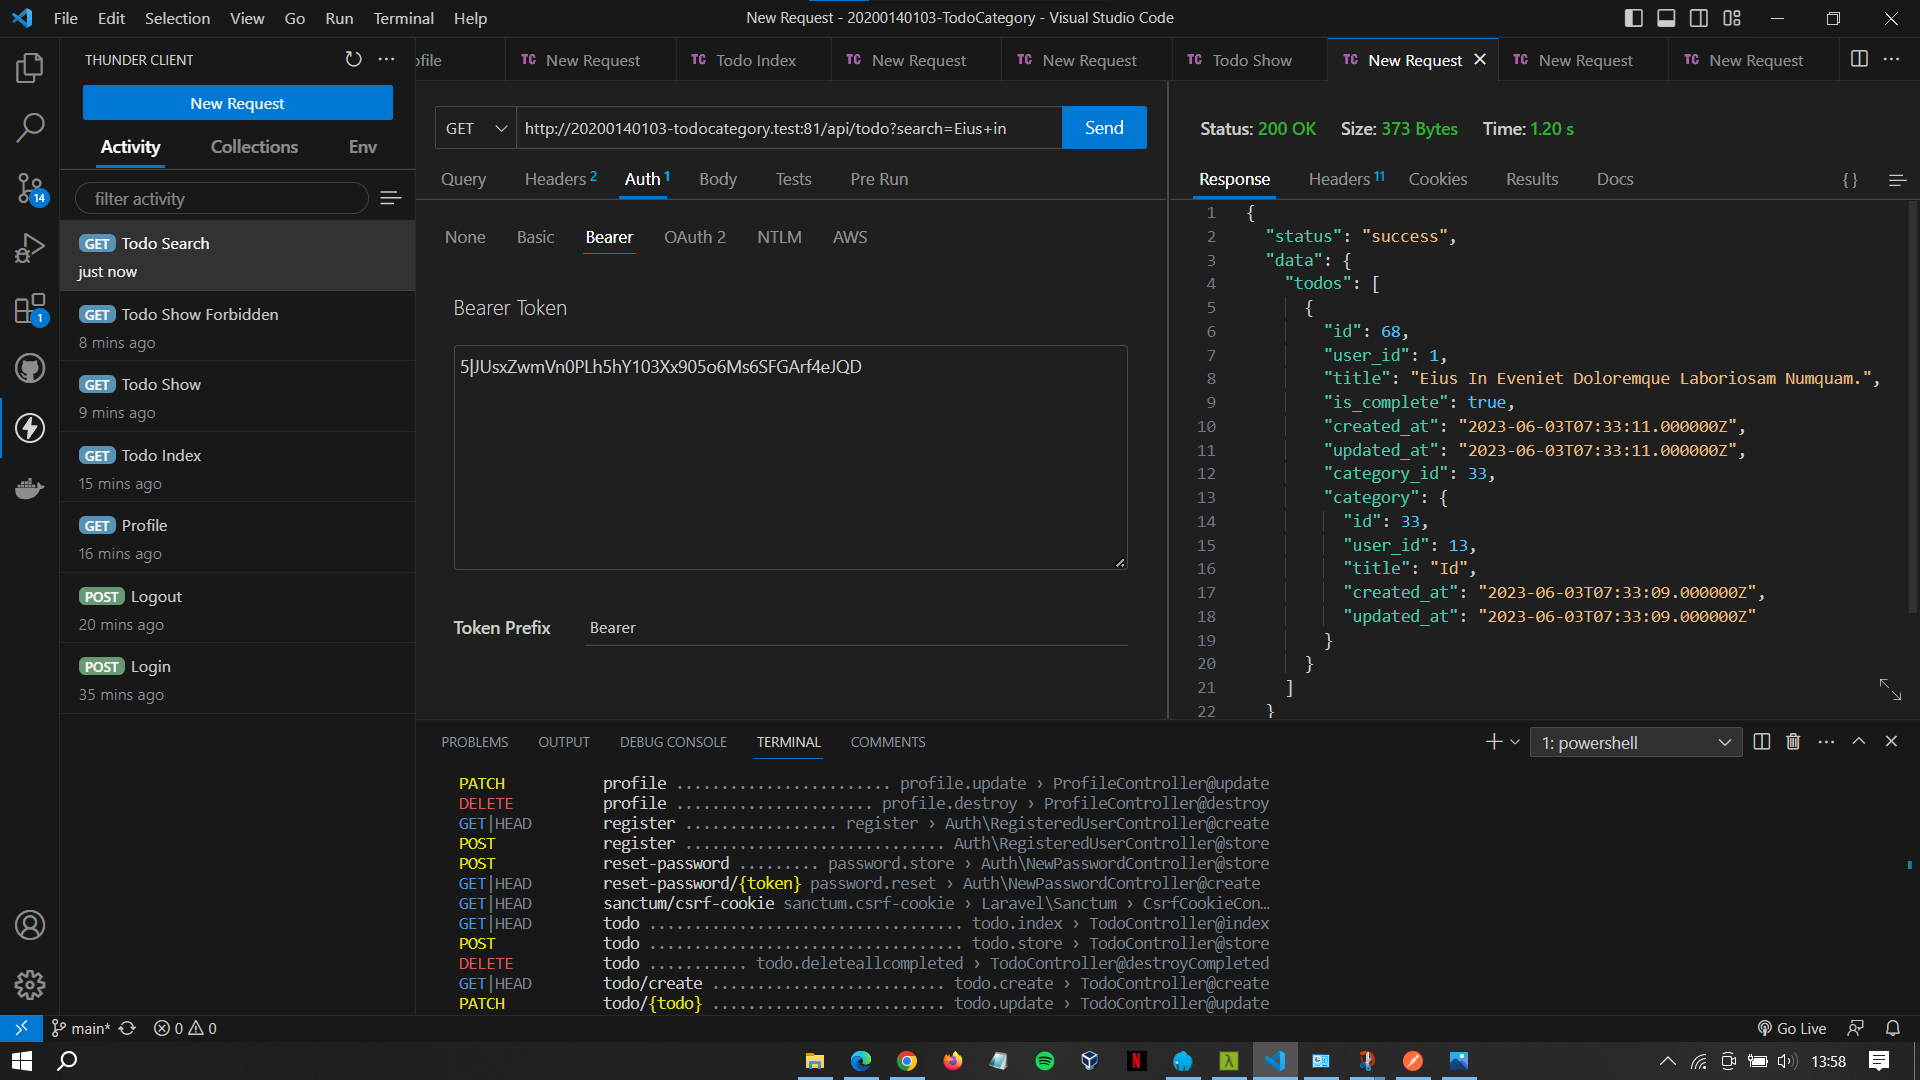 File Edit Selection View Go Run Terminal Help
New Request - 20200140103-TodoCategory - Visual Studio Code
THUNDER CLIENT
New Request
Activity Collections Env
filter activity
GET Todo Search
just now
GET Todo Show Forbidden
8 mins ago
GET Todo Show
9 mins ago
GET Todo Index
15 mins ago
GET Profile
16 mins ago
POST Logout
20 mins ago
POST Login
35 mins ago
14
1
ofile TC New Request TC Todo Index TC New Request TC New Request TC Todo Show TC New Request TC New Request TC New Request
GET http://20200140103-todocategory.test:81/api/todo?search=Eius+in Send
Query Headers 2 Auth 1 Body Tests Pre Run
None Basic Bearer OAuth 2 NTLM AWS
Bearer Token
5|JUsxZwmVn0PLh5hY103Xx905o6Ms6SFGArf4eJQD
Token Prefix Bearer
Status: 200 OK Size: 373 Bytes Time: 1.20 s
Response Headers 11 Cookies Results Docs {}
1 {
2 "status": "success",
3 "data": {
4 "todos": [
5 {
6 "id": 68,
7 "user_id": 1,
8 "title": "Eius In Eveniet Doloremque Laboriosam Numquam.",
9 "is_complete": true,
10 "created_at": "2023-06-03T07:33:11.000000Z",
11 "updated_at": "2023-06-03T07:33:11.000000Z",
12 "category_id": 33,
13 "category": {
14 "id": 33,
15 "user_id": 13,
16 "title": "Id",
17 "created_at": "2023-06-03T07:33:09.000000Z",
18 "updated_at": "2023-06-03T07:33:09.000000Z"
19 }
20 }
21 ]
22 }
PROBLEMS OUTPUT DEBUG CONSOLE TERMINAL COMMENTS
1: powershell
PATCH profile ........................ profile.update › ProfileController@update
DELETE profile ...................... profile.destroy › ProfileController@destroy
GET|HEAD register ................. register › Auth\RegisteredUserController@create
POST register ............................. Auth\RegisteredUserController@store
POST reset-password ......... password.store › Auth\NewPasswordController@store
GET|HEAD reset-password/{token} password.reset › Auth\NewPasswordController@create
GET|HEAD sanctum/csrf-cookie sanctum.csrf-cookie › Laravel\Sanctum › CsrfCookieCon…
GET|HEAD todo ................................... todo.index › TodoController@index
POST todo ................................... todo.store › TodoController@store
DELETE todo ........... todo.deleteallcompleted › TodoController@destroyCompleted
GET|HEAD todo/create .......................... todo.create › TodoController@create
PATCH todo/{todo} .......................... todo.update › TodoController@update
main* 0 0 Go Live
13:58